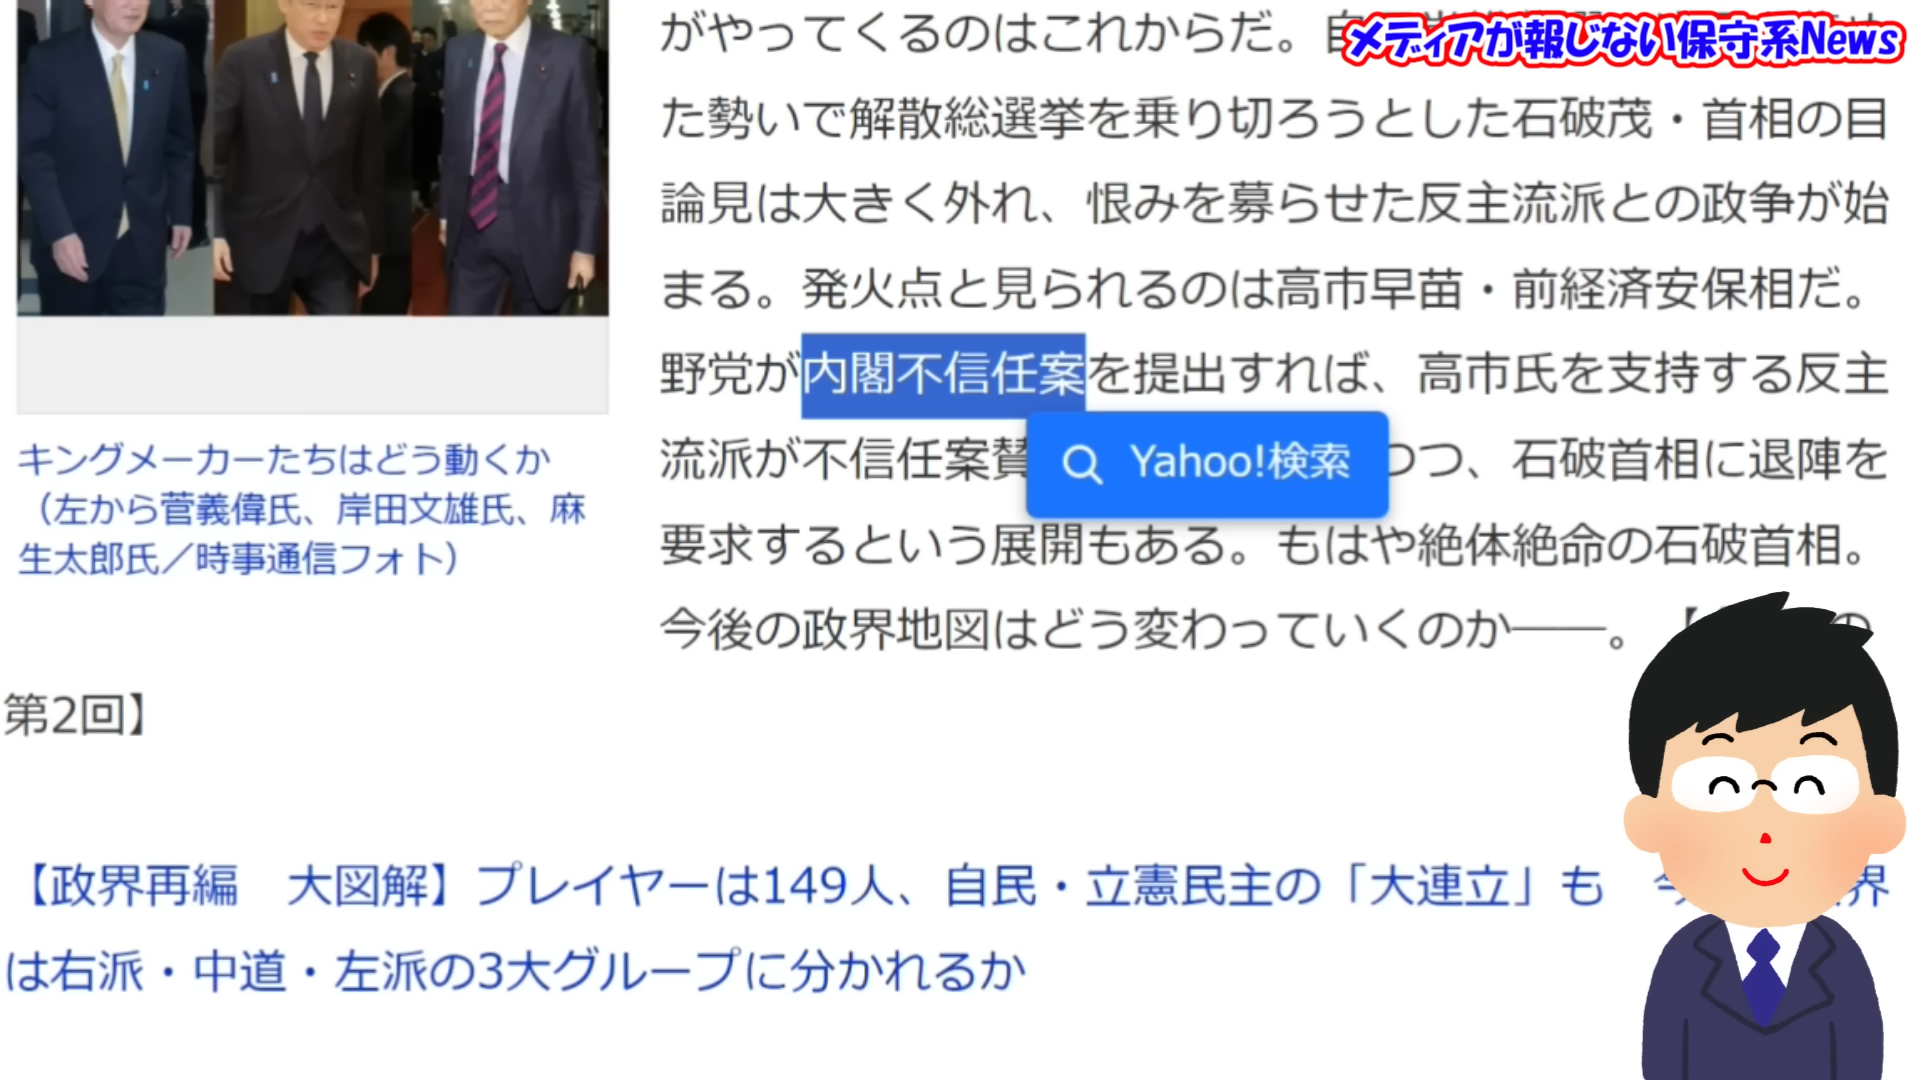 メディアが報じない保守系News
がやってくるのはこれからだ。自
た勢いで解散総選挙を乗り切ろうとした石破茂・首相の目
論見は大きく外れ、恨みを募らせた反主流派との政争が始
まる。発火点と見られるのは高市早苗・前経済安保相だ。
野党が内閣不信任案を提出すれば、高市氏を支持する反主
流派が不信任案賛 つつ、石破首相に退陣を
Yahoo!検索
要求するという展開もある。もはや絶体絶命の石破首相。
今後の政界地図はどう変わっていくのか――。【 の
第2回】
キングメーカーたちはどう動くか
（左から菅義偉氏、岸田文雄氏、麻
生太郎氏／時事通信フォト）
【政界再編　大図解】プレイヤーは149人、自民・立憲民主の「大連立」も 界
は右派・中道・左派の3大グループに分かれるか